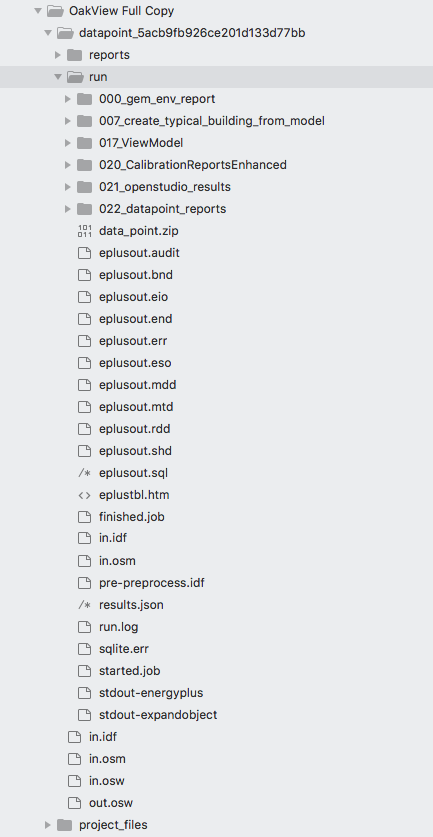 OakView Full Copy
datapoint_5acb9fb926ce201d133d77bb
reports
run
000_gem_env_report
007_create_typical_building_from_model
017_ViewModel
020_CalibrationReportsEnhanced
021_openstudio_results
022_datapoint_reports
data_point.zip
eplusout.audit
eplusout.bnd
eplusout.eio
eplusout.end
eplusout.err
eplusout.eso
eplusout.mdd
eplusout.mtd
eplusout.rdd
eplusout.shd
/* eplusout.sql
<> eplustbl.htm
finished.job
in.idf
in.osm
pre-preprocess.idf
/* results.json
run.log
sqlite.err
started.job
stdout-energyplus
stdout-expandobject
in.idf
in.osm
in.osw
out.osw
project_files